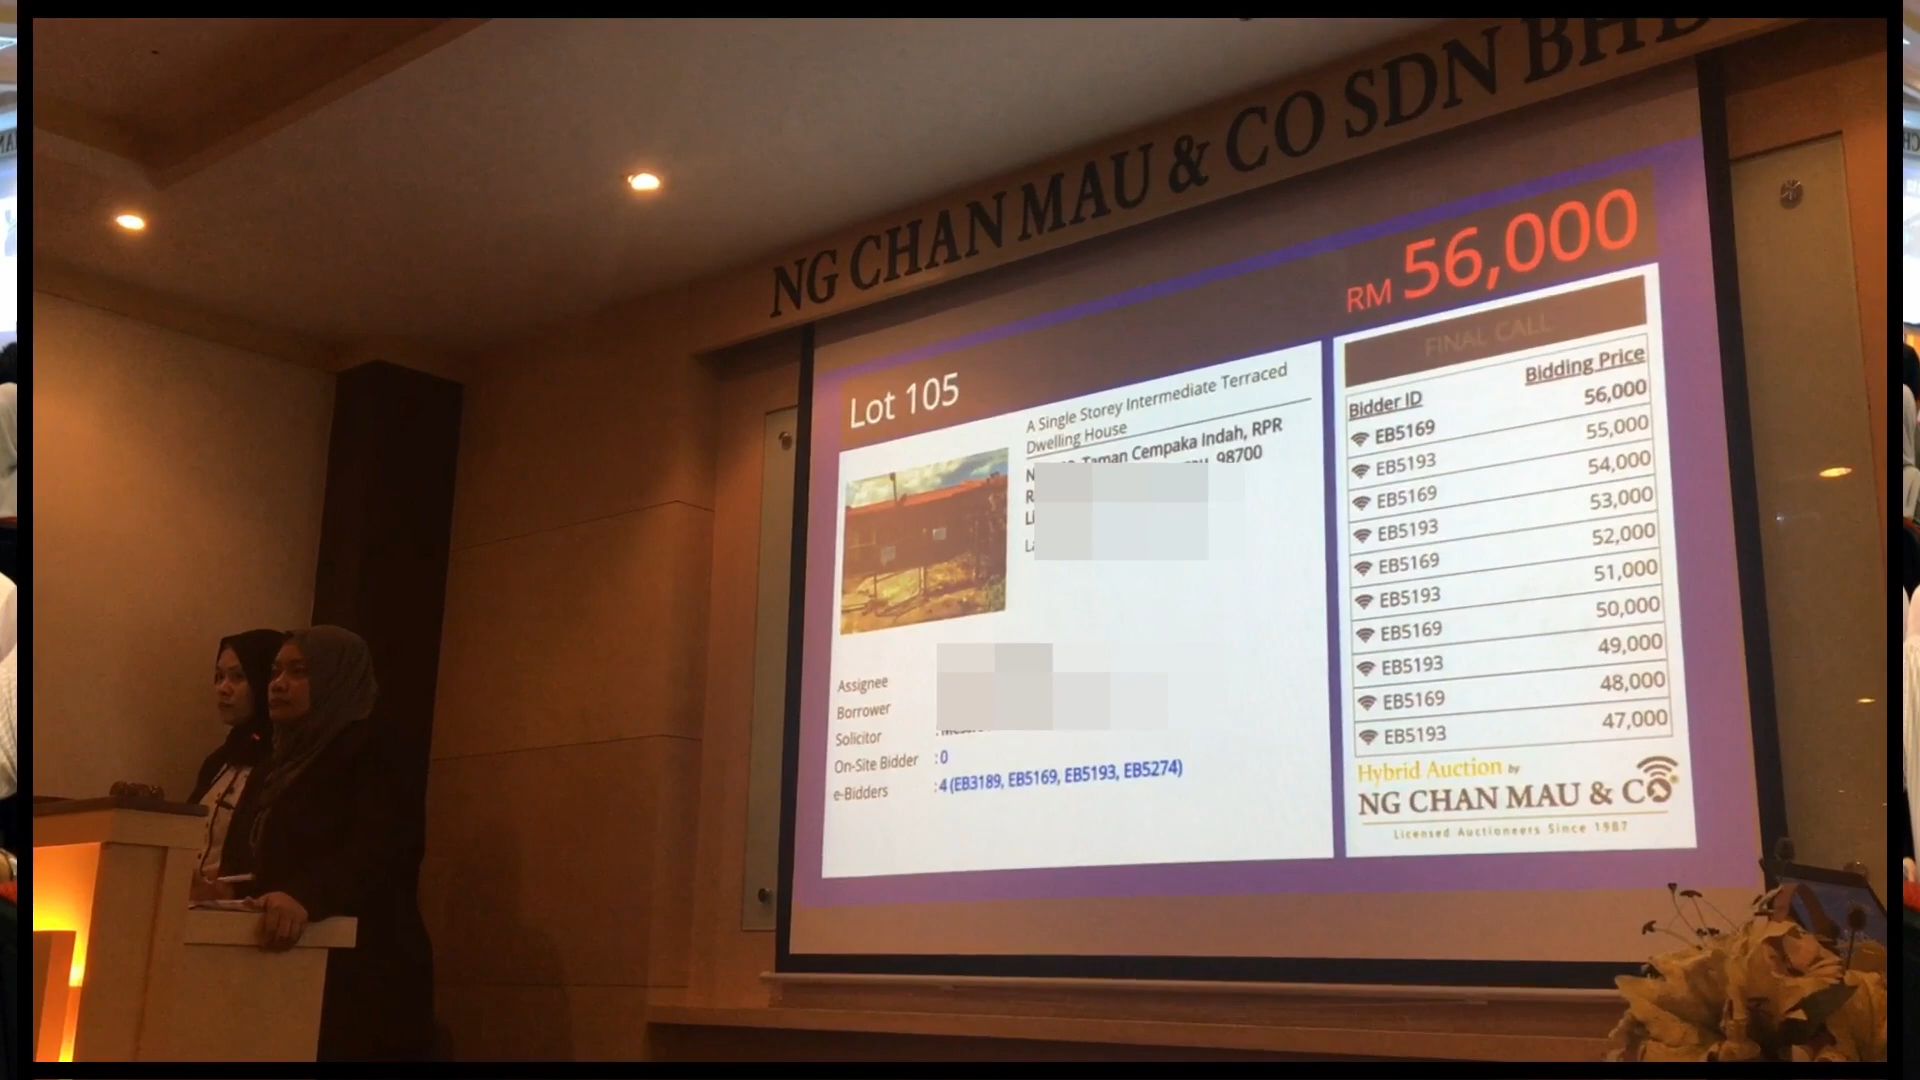 NG CHAN MAU & CO SDN BHD
RM 56,000
Lot 105
A Single Storey Intermediate Terraced
Dwelling House
Taman Cempaka Indah, RPR
98700
Assignee
Borrower
Solicitor
On-Site Bidder : 0
e-Bidders : 4 (EB3189, EB5169, EB5193, EB5274)
FINAL CALL
Bidder ID Bidding Price
EB5169 56,000
EB5193 55,000
EB5169 54,000
EB5193 53,000
EB5169 52,000
EB5193 51,000
EB5169 50,000
EB5193 49,000
EB5169 48,000
EB5193 47,000
Hybrid Auction by
NG CHAN MAU & CO
Licensed Auctioneers Since 1987